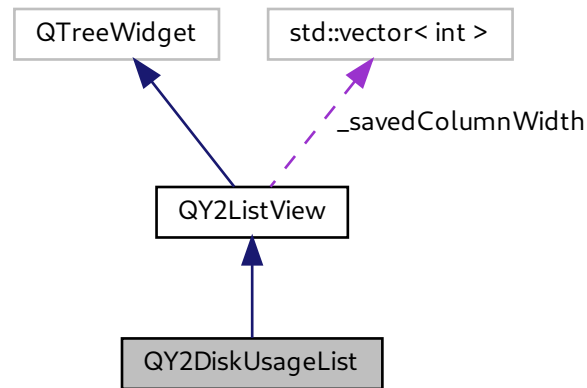 QTreeWidget
std::vector< int >
_savedColumnWidth
QY2ListView
QY2DiskUsageList